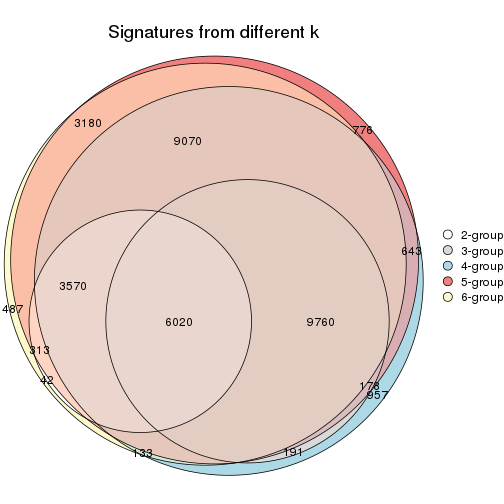 Signatures from different k
3180
776
9070
2-group
3-group
643
4-group
5-group
3570
6-group
487
6020
9760
313
42
178
957
133
191